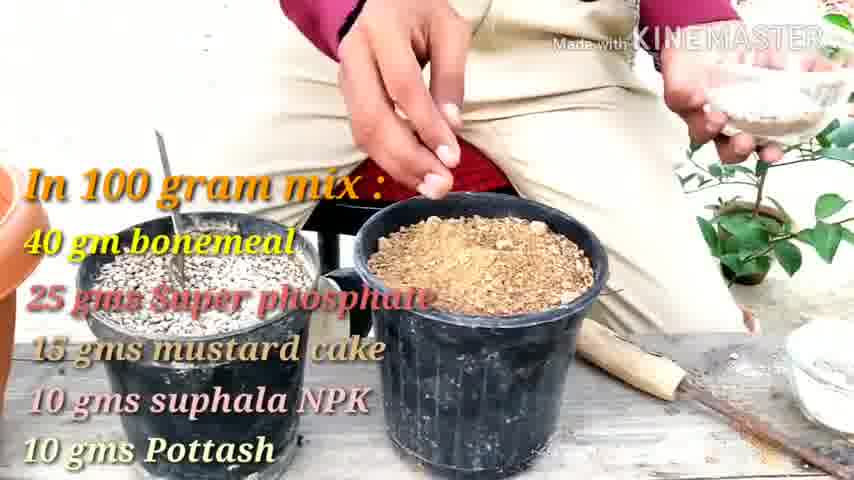 Made with KINEMASTER
In 100 gram mix :
40 gm bonemeal
25 gms Super phosphate
15 gms mustard cake
10 gms suphala NPK
10 gms Pottash